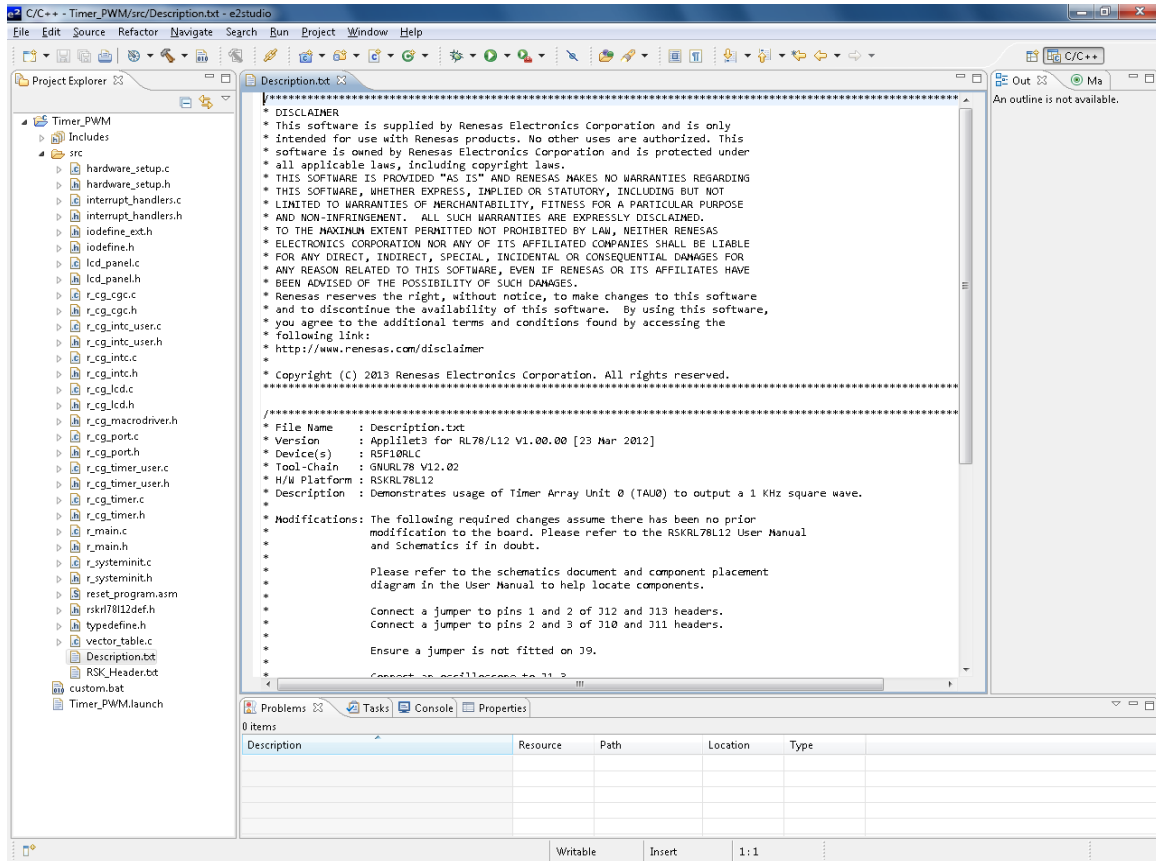 C/C++ - Timer_PWM/src/Description.txt - e2studio
File Edit Source Refactor Navigate Search Run Project Window Help
C/C++
Project Explorer
Timer_PWM
Includes
src
hardware_setup.c
hardware_setup.h
interrupt_handlers.c
interrupt_handlers.h
iodefine_ext.h
iodefine.h
lcd_panel.c
lcd_panel.h
r_cg_cgc.c
r_cg_cgc.h
r_cg_intc_user.c
r_cg_intc_user.h
r_cg_intc.c
r_cg_intc.h
r_cg_lcd.c
r_cg_lcd.h
r_cg_macrodriver.h
r_cg_port.c
r_cg_port.h
r_cg_timer_user.c
r_cg_timer_user.h
r_cg_timer.c
r_cg_timer.h
r_main.c
r_main.h
r_systeminit.c
r_systeminit.h
reset_program.asm
rskrl78l12def.h
typedefine.h
vector_table.c
Description.txt
RSK_Header.txt
custom.bat
Timer_PWM.launch
Description.txt
/***********************************************************************************************************
* DISCLAIMER
* This software is supplied by Renesas Electronics Corporation and is only
* intended for use with Renesas products. No other uses are authorized. This
* software is owned by Renesas Electronics Corporation and is protected under
* all applicable laws, including copyright laws.
* THIS SOFTWARE IS PROVIDED "AS IS" AND RENESAS MAKES NO WARRANTIES REGARDING
* THIS SOFTWARE, WHETHER EXPRESS, IMPLIED OR STATUTORY, INCLUDING BUT NOT
* LIMITED TO WARRANTIES OF MERCHANTABILITY, FITNESS FOR A PARTICULAR PURPOSE
* AND NON-INFRINGEMENT.  ALL SUCH WARRANTIES ARE EXPRESSLY DISCLAIMED.
* TO THE MAXIMUM EXTENT PERMITTED NOT PROHIBITED BY LAW, NEITHER RENESAS
* ELECTRONICS CORPORATION NOR ANY OF ITS AFFILIATED COMPANIES SHALL BE LIABLE
* FOR ANY DIRECT, INDIRECT, SPECIAL, INCIDENTAL OR CONSEQUENTIAL DAMAGES FOR
* ANY REASON RELATED TO THIS SOFTWARE, EVEN IF RENESAS OR ITS AFFILIATES HAVE
* BEEN ADVISED OF THE POSSIBILITY OF SUCH DAMAGES.
* Renesas reserves the right, without notice, to make changes to this software
* and to discontinue the availability of this software.  By using this software,
* you agree to the additional terms and conditions found by accessing the
* following link:
* http://www.renesas.com/disclaimer
*
* Copyright (C) 2013 Renesas Electronics Corporation. All rights reserved.
***********************************************************************************************************
/***********************************************************************************************************
* File Name    : Description.txt
* Version      : Applilet3 for RL78/L12 V1.00.00 [23 Mar 2012]
* Device(s)    : R5F10RLC
* Tool-Chain   : GNURL78 V12.02
* H/W Platform : RSKRL78L12
* Description  : Demonstrates usage of Timer Array Unit 0 (TAU0) to output a 1 KHz square wave.
*
* Modifications: The following required changes assume there has been no prior
* modification to the board. Please refer to the RSKRL78L12 User Manual
* and Schematics if in doubt.
*
* Please refer to the schematics document and component placement
* diagram in the User Manual to help locate components.
*
* Connect a jumper to pins 1 and 2 of J12 and J13 headers.
* Connect a jumper to pins 2 and 3 of J10 and J11 headers.
*
* Ensure a jumper is not fitted on J9.
*
* Connect an oscilloscope to J1-3
Out
Ma
An outline is not available.
Problems Tasks Console Properties
0 items
Description Resource Path Location Type
Writable Insert 1:1